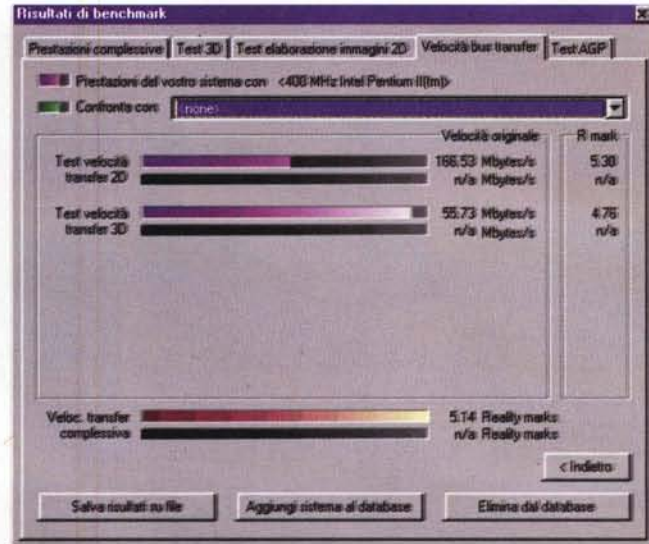 Risultati di benchmark
Prestazioni complessive Test 3D Test elaborazione immagini 2D Velocità bus transfer Test AGP
Prestazioni del vostro sistema con <400 MHz Intel Pentium II(tm)>
Confronta con: <none>
Velocità originale R mark
Test velocità transfer 2D 166.53 Mbytes/s 5.30
n/a Mbytes/s n/a
Test velocità transfer 3D 55.73 Mbytes/s 4.76
n/a Mbytes/s n/a
Veloc. transfer complessiva 5.14 Reality marks
n/a Reality marks
< Indietro
Salva risultati su file Aggiungi sistema al database Elimina dal database